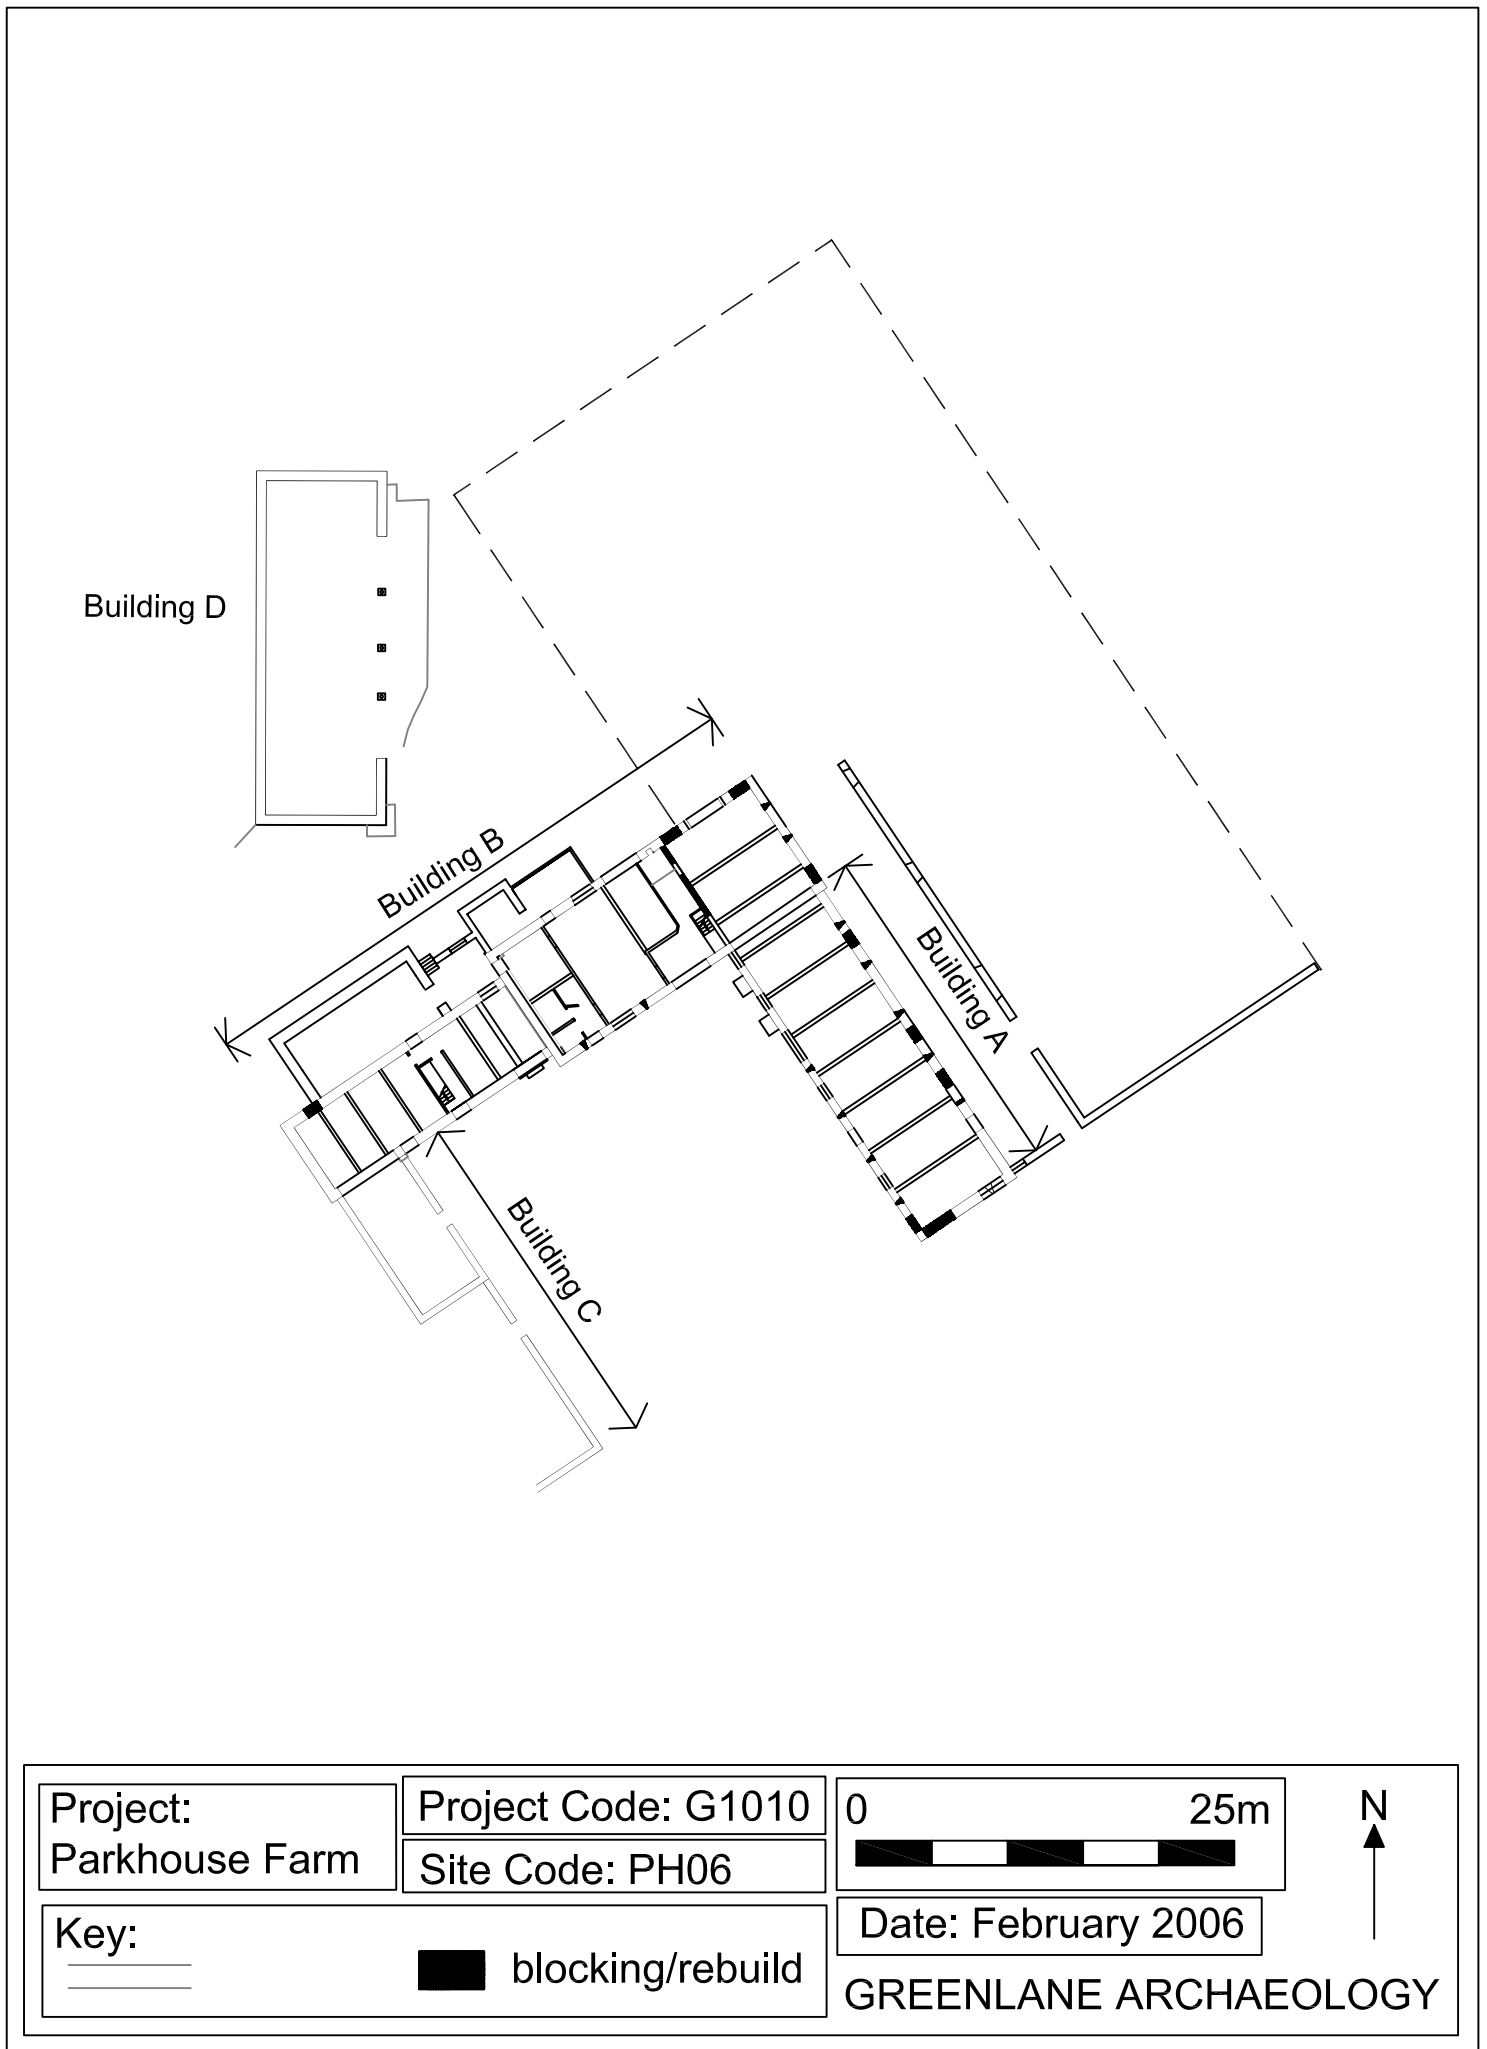 Building D
Building B
Building A
Building C
Project:
Parkhouse Farm
Project Code: G1010
Site Code: PH06
0 25m
N
Key:
blocking/rebuild
Date: February 2006
GREENLANE ARCHAEOLOGY